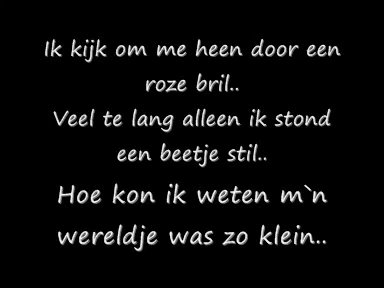 Ik kijk om me heen door een
roze bril..
Veel te lang alleen ik stond
een beetje stil..
Hoe kon ik weten m`n
wereldje was zo klein..